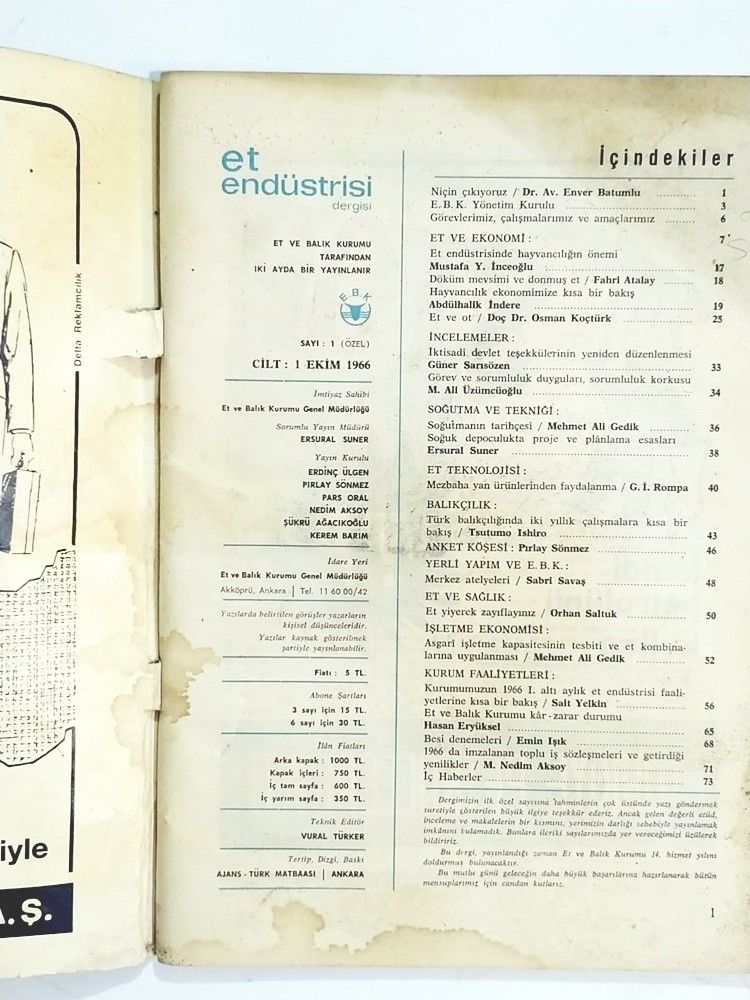 Delta Reklamcılık
iyle
A.Ş.
et
endüstrisi
dergisi
ET VE BALIK KURUMU
TARAFINDAN
İKİ AYDA BİR YAYINLANIR
E B K
SAYI : 1 (ÖZEL)
CİLT : 1 EKİM 1966
İmtiyaz Sahibi
Et ve Balık Kurumu Genel Müdürlüğü
Sorumlu Yayın Müdürü
ERSURAL SUNER
Yayın Kurulu
ERDİNÇ ÜLGEN
PIRLAY SÖNMEZ
PARS ORAL
NEDİM AKSOY
ŞÜKRÜ AĞACIKOĞLU
KEREM BARIM
İdare Yeri
Et ve Balık Kurumu Genel Müdürlüğü
Akköprü, Ankara | Tel. 11 60 00/42
Yazılarda belirtilen görüşler yazarların
kişisel düşünceleridir.
Yazılar kaynak gösterilmek
şartiyle yayınlanabilir.
Fiatı : 5 TL.
Abone Şartları
3 sayı için 15 TL.
6 sayı için 30 TL.
İlân Fiatları
Arka kapak : 1000 TL.
Kapak içleri : 750 TL.
İç tam sayfa : 600 TL.
İç yarım sayfa : 350 TL.
Teknik Editör
VURAL TÜRKER
Tertip, Dizgi, Baskı
AJANS - TÜRK MATBAASI | ANKARA
İçindekiler
Niçin çıkıyoruz / Dr. Av. Enver Batumlu .......... 1
E. B. K. Yönetim Kurulu .......... 3
Görevlerimiz, çalışmalarımız ve amaçlarımız .......... 6
ET VE EKONOMİ : 7
Et endüstrisinde hayvancılığın önemi
Mustafa Y. İnceoğlu .......... 17
Döküm mevsimi ve donmuş et / Fahri Atalay .......... 18
Hayvancılık ekonomimize kısa bir bakış
Abdülhalik İndere .......... 19
Et ve ot / Doç Dr. Osman Koçtürk .......... 25
İNCELEMELER :
İktisadi devlet teşekküllerinin yeniden düzenlenmesi
Güner Sarısözen .......... 33
Görev ve sorumluluk duyguları, sorumluluk korkusu
M. Ali Üzümcüoğlu .......... 34
SOĞUTMA VE TEKNİĞİ :
Soğutmanın tarihçesi / Mehmet Ali Gedik .......... 36
Soğuk depoculukta proje ve plânlama esasları
Ersural Suner .......... 38
ET TEKNOLOJİSİ :
Mezbaha yan ürünlerinden faydalanma / G. İ. Rompa 40
BALIKÇILIK :
Türk balıkçılığında iki yıllık çalışmalara kısa bir
bakış / Tsutumo Ishiro .......... 43
ANKET KÖŞESİ : Pırlay Sönmez .......... 46
YERLİ YAPIM VE E. B. K. :
Merkez atelyeleri / Sabri Savaş .......... 48
ET VE SAĞLIK :
Et yiyerek zayıflayınız / Orhan Saltuk .......... 50
İŞLETME EKONOMİSİ :
Asgarî işletme kapasitesinin tesbiti ve et kombina-
larına uygulanması / Mehmet Ali Gedik .......... 52
KURUM FAALİYETLERİ :
Kurumumuzun 1966 I. altı aylık et endüstrisi faali-
yetlerine kısa bir bakış / Sait Yelkin .......... 56
Et ve Balık Kurumu kâr - zarar durumu
Hasan Eryüksel .......... 65
Besi denemeleri / Emin Işık .......... 68
1966 da imzalanan toplu iş sözleşmeleri ve getirdiği
yenilikler / M. Nedim Aksoy .......... 71
İç Haberler .......... 73
Dergimizin ilk özel sayısına tahminlerin çok üstünde yazı göndermek
suretiyle gösterilen büyük ilgiye teşekkür ederiz. Ancak gelen değerli etüd,
inceleme ve makalelerin bir kısmını, yerimizin darlığı sebebiyle yayınlamak
imkânını bulamadık. Bunlara ileriki sayılarımızda yer vereceğimizi üzülerek
bildiririz.
Bu dergi, yayınlandığı zaman Et ve Balık Kurumu 14. hizmet yılını
doldurmuş bulunacaktır.
Bu mutlu günü geleceğin daha büyük başarılarına hazırlanarak bütün
mensuplarımız için candan kutlarız.
1